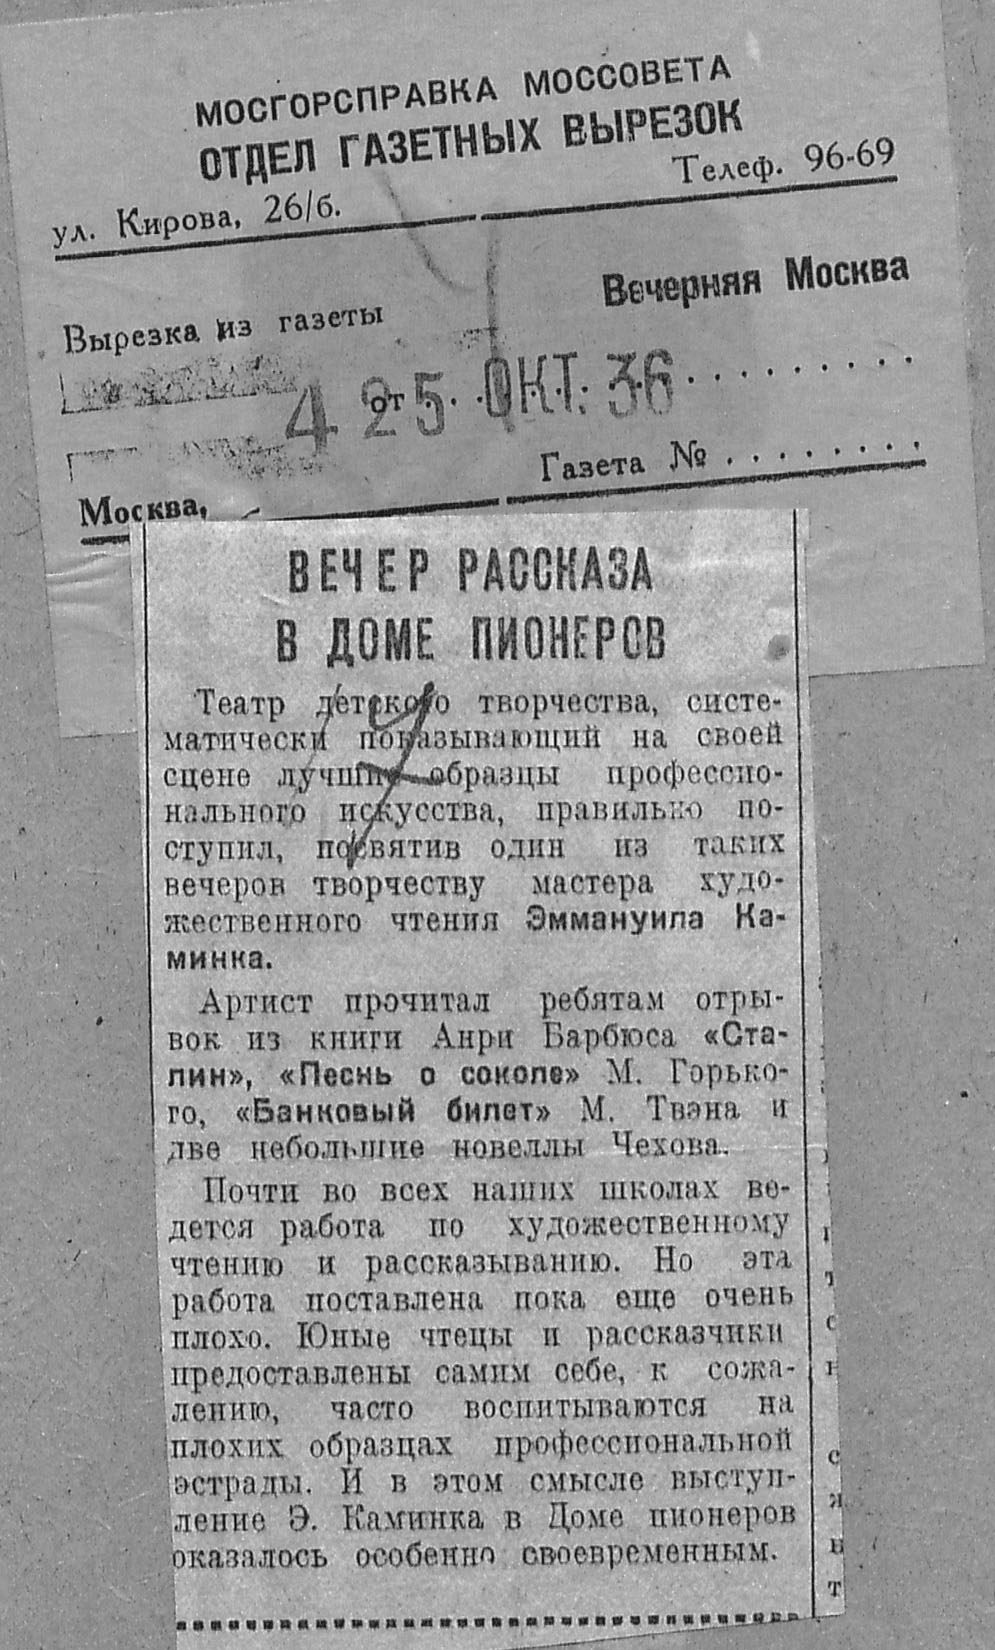 МОСГОРСПРАВКА МОССОВЕТА
ОТДЕЛ ГАЗЕТНЫХ ВЫРЕЗОК
ул. Кирова, 26/б.
Телеф. 96-69
Вырезка из газеты
Вечерняя Москва
от 25 ОКТ. 36
4
Газета № . . . . . . . . .
Москва,
ВЕЧЕР РАССКАЗА
В ДОМЕ ПИОНЕРОВ
Театр детского творчества, систе-
матически показывающий на своей
сцене лучшие образцы профессио-
нального искусства, правильно по-
ступил, посвятив один из таких
вечеров творчеству мастера худо-
жественного чтения Эммануила Ка-
минка.
Артист прочитал ребятам отры-
вок из книги Анри Барбюса «Ста-
лин», «Песнь о соколе» М. Горько-
го, «Банковый билет» М. Твэна и
две небольшие новеллы Чехова.
Почти во всех наших школах ве-
дется работа по художественному
чтению и рассказыванию. Но эта
работа поставлена пока еще очень
плохо. Юные чтецы и рассказчики
предоставлены самим себе, к сожа-
лению, часто воспитываются на
плохих образцах профессиональной
эстрады. И в этом смысле выступ-
ление Э. Каминка в Доме пионеров
оказалось особенно своевременным.